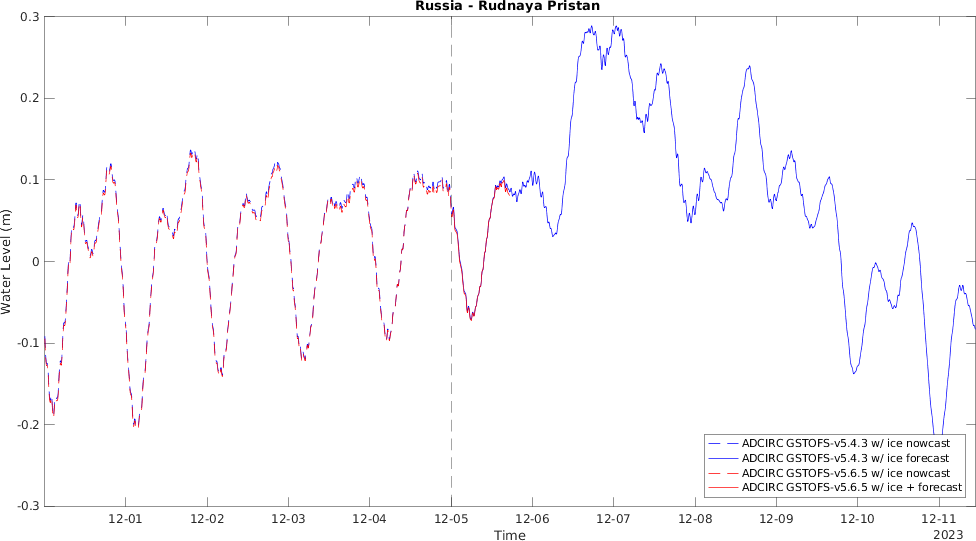 Russia - Rudnaya Pristan
0.3
0.2
0.1
0
-0.1
-0.2
-0.3
Water Level (m)
12-01 12-02 12-03 12-04 12-05 12-06 12-07 12-08 12-09 12-10 12-11
Time
2023
ADCIRC GSTOFS-v5.4.3 w/ ice nowcast
ADCIRC GSTOFS-v5.4.3 w/ ice forecast
ADCIRC GSTOFS-v5.6.5 w/ ice nowcast
ADCIRC GSTOFS-v5.6.5 w/ ice + forecast